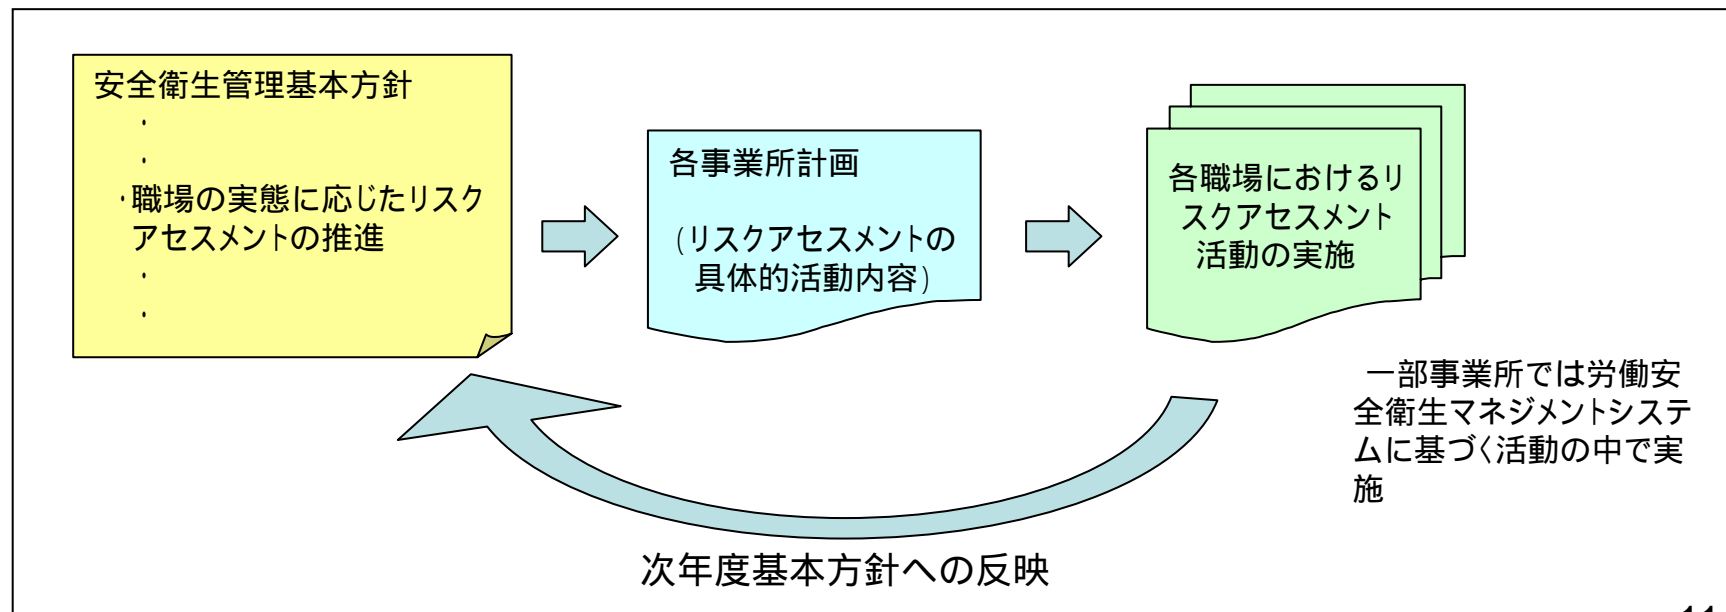 安全衛生管理基本方針
・
・
・職場の実態に応じたリスク
アセスメントの推進
・
・
各事業所計画
(リスクアセスメントの
具体的活動内容)
各職場におけるリ
スクアセスメント
活動の実施
一部事業所では労働安
全衛生マネジメントシステ
ムに基づく活動の中で実
施
次年度基本方針への反映